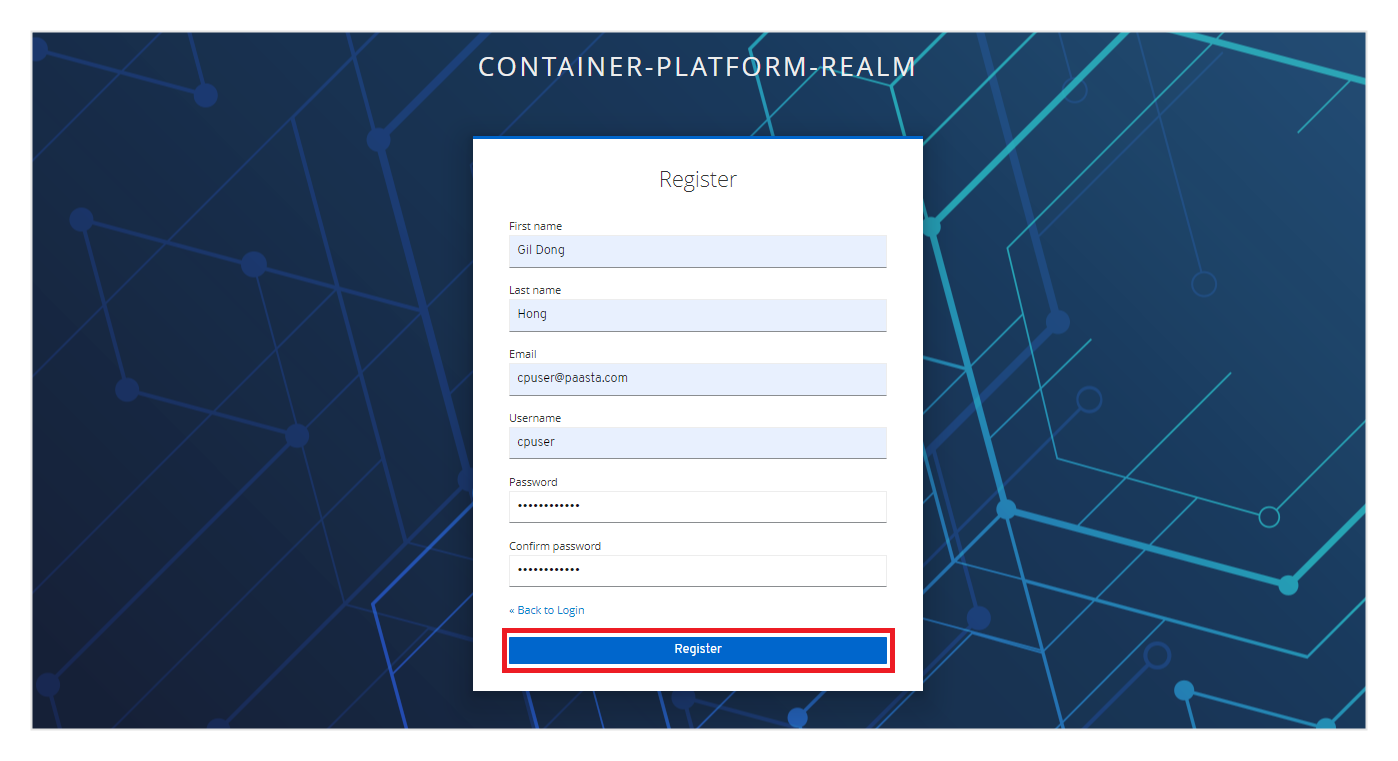 CONTAINER-PLATFORM-REALM
Register
First name
Gil Dong
Last name
Hong
Email
cpuser@paasta.com
Username
cpuser
Password
••••••••••••
Confirm password
••••••••••••
« Back to Login
Register